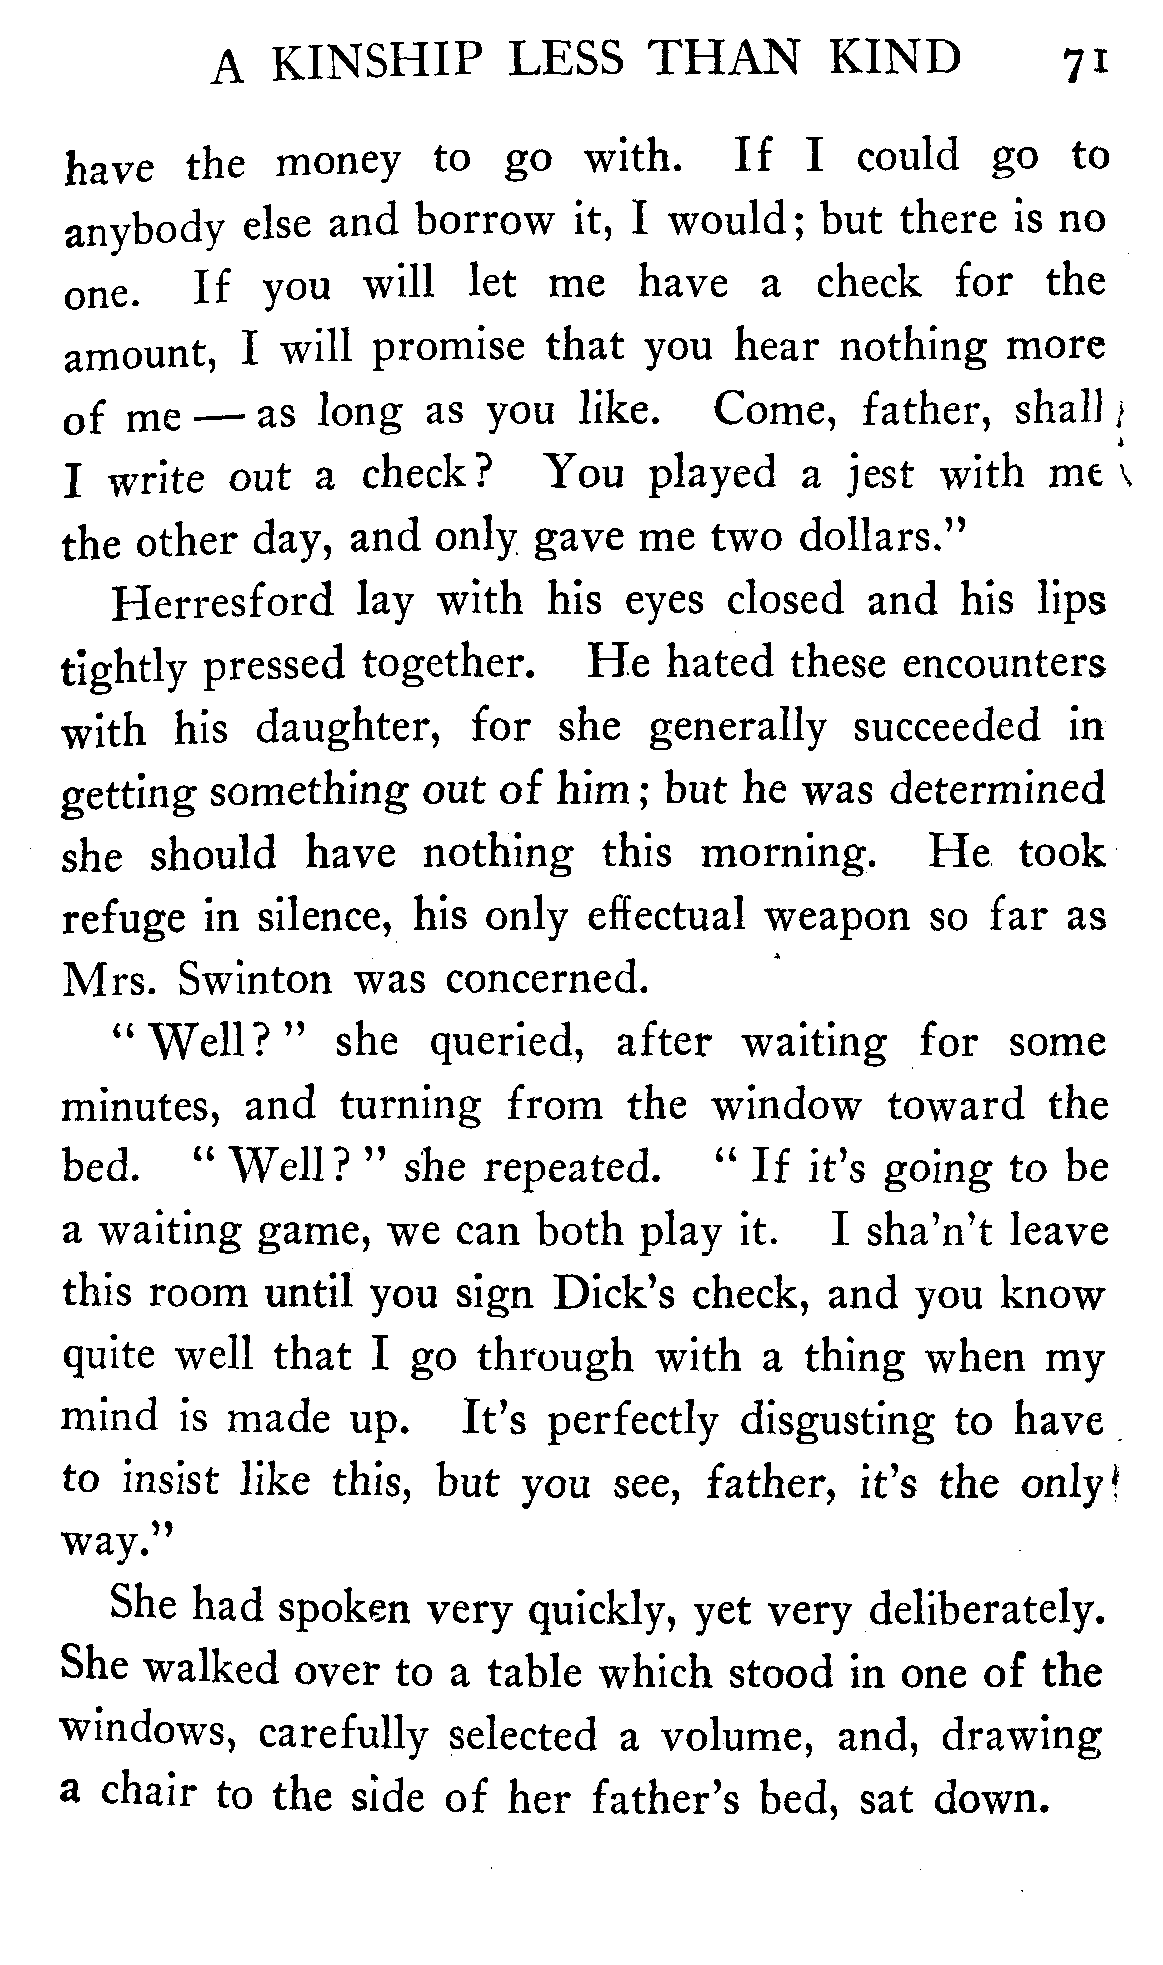 A KINSHIP LESS THAN KIND 71
have the money to go with. If I could go to
anybody else and borrow it, I would; but there is no
one. If you will let me have a check for the
amount, I will promise that you hear nothing more
of me — as long as you like. Come, father, shall
I write out a check? You played a jest with me
the other day, and only gave me two dollars."
Herresford lay with his eyes closed and his lips
tightly pressed together. He hated these encounters
with his daughter, for she generally succeeded in
getting something out of him; but he was determined
she should have nothing this morning. He took
refuge in silence, his only effectual weapon so far as
Mrs. Swinton was concerned.
"Well?" she queried, after waiting for some
minutes, and turning from the window toward the
bed. "Well?" she repeated. "If it's going to be
a waiting game, we can both play it. I sha'n't leave
this room until you sign Dick's check, and you know
quite well that I go through with a thing when my
mind is made up. It's perfectly disgusting to have
to insist like this, but you see, father, it's the only
way."
She had spoken very quickly, yet very deliberately.
She walked over to a table which stood in one of the
windows, carefully selected a volume, and, drawing
a chair to the side of her father's bed, sat down.